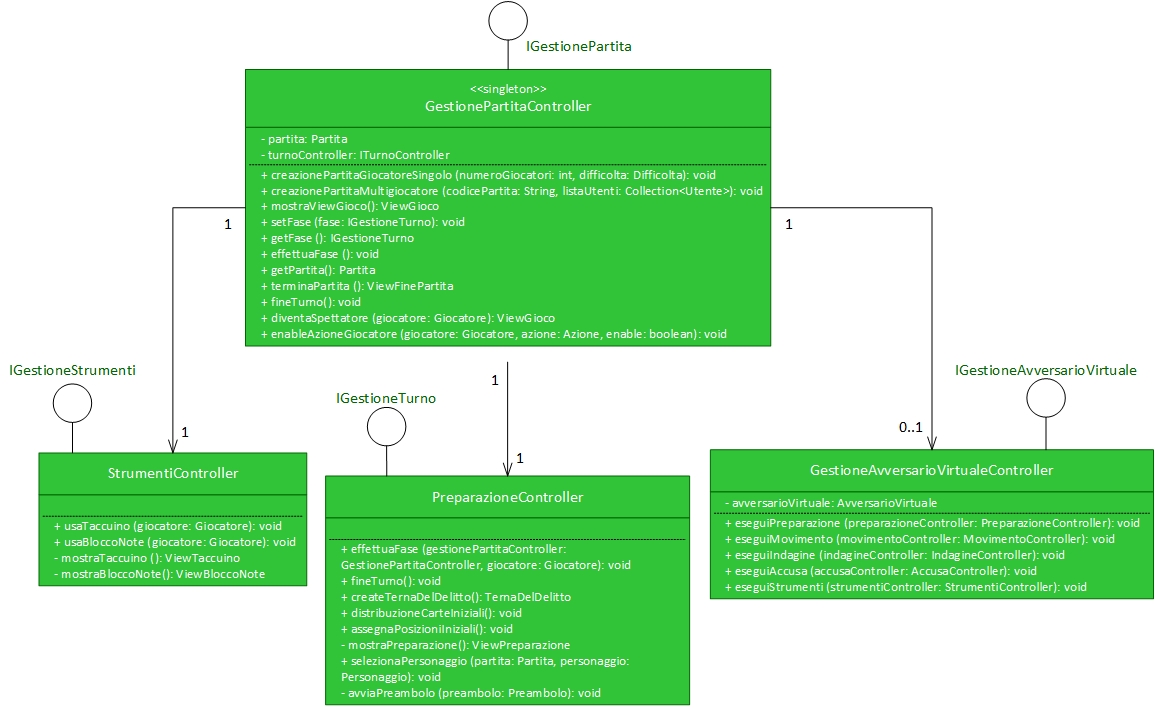 IGestionePartita
<<singleton>>
GestionePartitaController
- partita: Partita
- turnoController: ITurnoController
+ creazionePartitaGiocatoreSingolo (numeroGiocatori: int, difficolta: Difficolta): void
+ creazionePartitaMultigiocatore (codicePartita: String, listaUtenti: Collection<Utente>): void
+ mostraViewGioco(): ViewGioco
+ setFase (fase: IGestioneTurno): void
+ getFase (): IGestioneTurno
+ effettuaFase (): void
+ getPartita(): Partita
+ terminaPartita (): ViewFinePartita
+ fineTurno(): void
+ diventaSpettatore (giocatore: Giocatore): ViewGioco
+ enableAzioneGiocatore (giocatore: Giocatore, azione: Azione, enable: boolean): void
1
1
1
IGestioneStrumenti
1
StrumentiController
+ usaTaccuino (giocatore: Giocatore): void
+ usaBloccoNote (giocatore: Giocatore): void
- mostraTaccuino (): ViewTaccuino
- mostraBloccoNote(): ViewBloccoNote
IGestioneTurno
1
PreparazioneController
+ effettuaFase (gestionePartitaController:
GestionePartitaController, giocatore: Giocatore): void
+ fineTurno(): void
+ createTernaDelDelitto(): TernaDelDelitto
+ distribuzioneCarteIniziali(): void
+ assegnaPosizioniIniziali(): void
- mostraPreparazione(): ViewPreparazione
+ selezionaPersonaggio (partita: Partita, personaggio:
Personaggio): void
- avviaPreambolo (preambolo: Preambolo): void
IGestioneAvversarioVirtuale
0..1
GestioneAvversarioVirtualeController
- avversarioVirtuale: AvversarioVirtuale
+ eseguiPreparazione (preparazioneController: PreparazioneController): void
+ eseguiMovimento (movimentoController: MovimentoController): void
+ eseguiIndagine (indagineController: IndagineController): void
+ eseguiAccusa (accusaController: AccusaController): void
+ eseguiStrumenti (strumentiController: StrumentiController): void